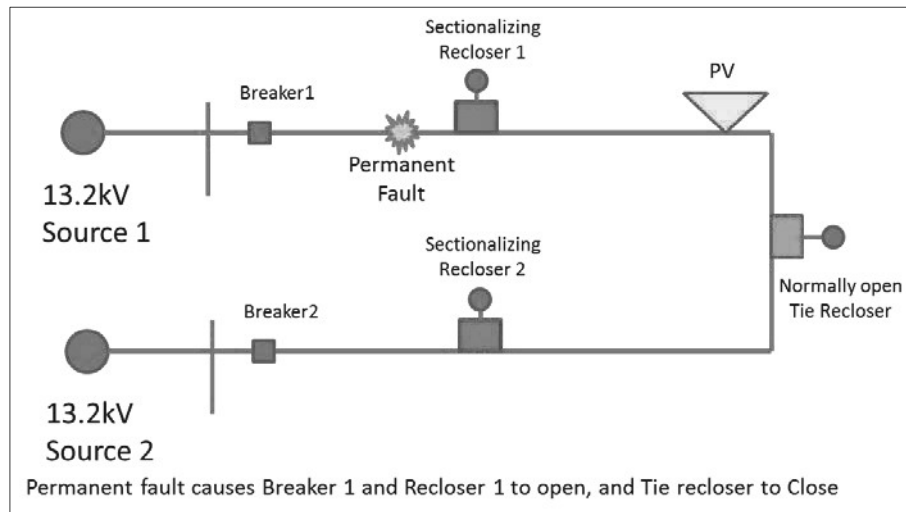 Sectionalizing
Recloser 1
PV
Breaker1
Permanent
Fault
13.2kV
Source 1
Sectionalizing
Recloser 2
Normally open
Tie Recloser
Breaker2
13.2kV
Source 2
Permanent fault causes Breaker 1 and Recloser 1 to open, and Tie recloser to Close